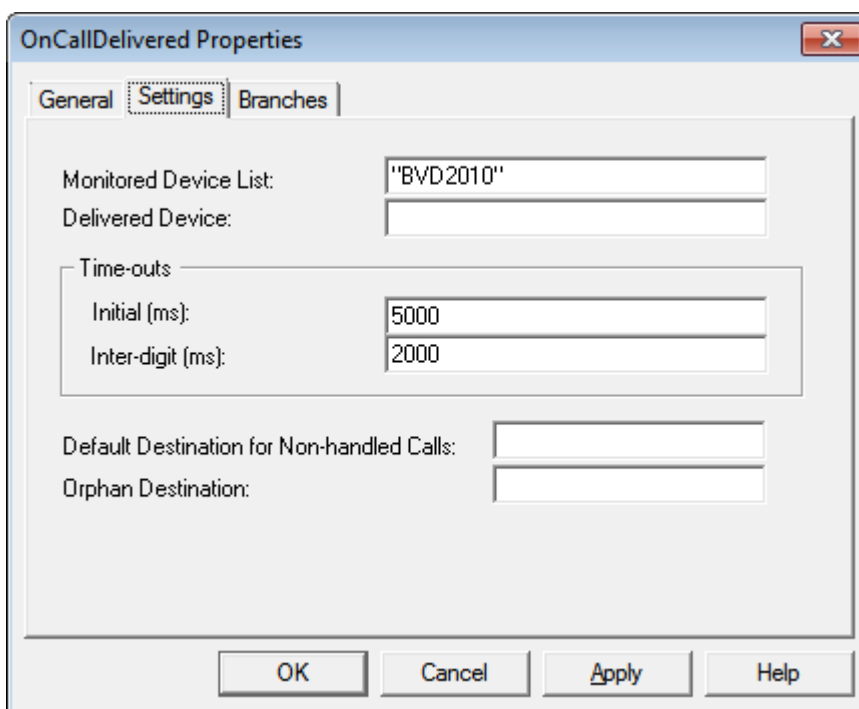 OnCallDelivered Properties
General Settings Branches
Monitored Device List: "BVD2010"
Delivered Device:
Time-outs
Initial (ms): 5000
Inter-digit (ms): 2000
Default Destination for Non-handled Calls:
Orphan Destination:
OK Cancel Apply Help